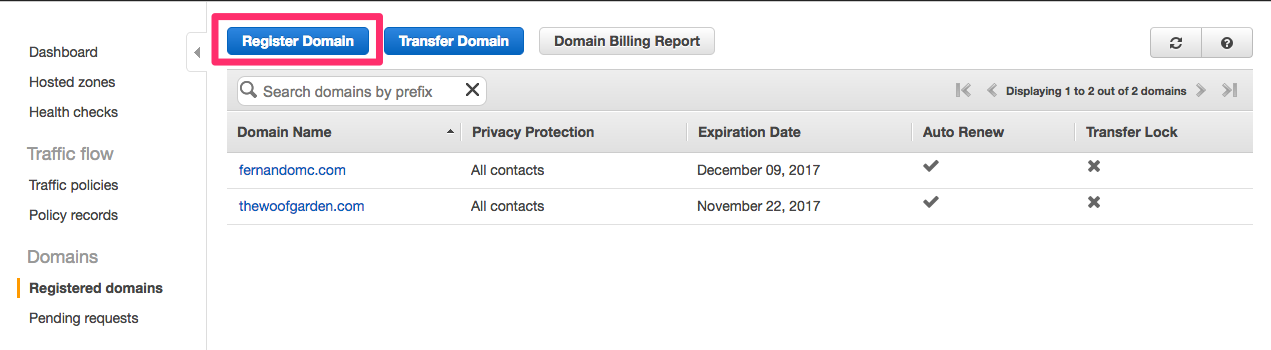 Dashboard
Hosted zones
Health checks
Traffic flow
Traffic policies
Policy records
Domains
Registered domains
Pending requests
Register Domain Transfer Domain Domain Billing Report
Search domains by prefix
Displaying 1 to 2 out of 2 domains
Domain Name Privacy Protection Expiration Date Auto Renew Transfer Lock
fernandomc.com All contacts December 09, 2017
thewoofgarden.com All contacts November 22, 2017